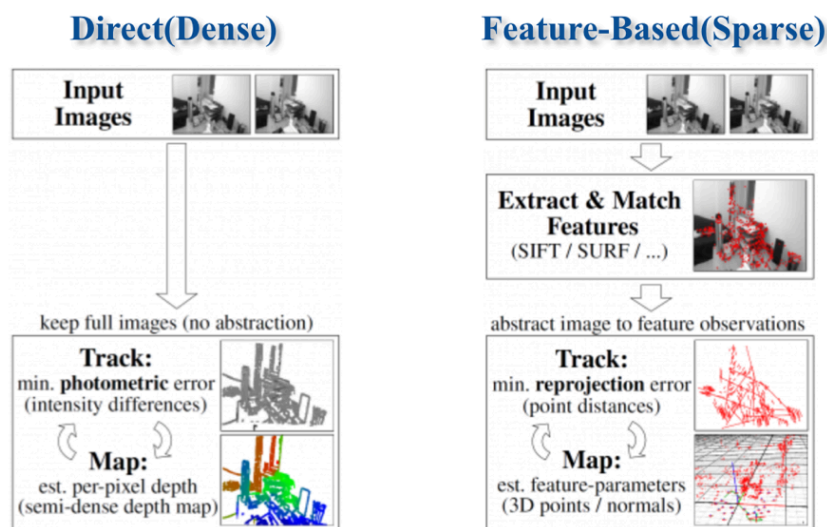 Direct(Dense)
Input
Images
keep full images (no abstraction)
Track:
min. photometric error
(intensity differences)
Map:
est. per-pixel depth
(semi-dense depth map)
Feature-Based(Sparse)
Input
Images
Extract & Match
Features
(SIFT / SURF / ...)
abstract image to feature observations
Track:
min. reprojection error
(point distances)
Map:
est. feature-parameters
(3D points / normals)